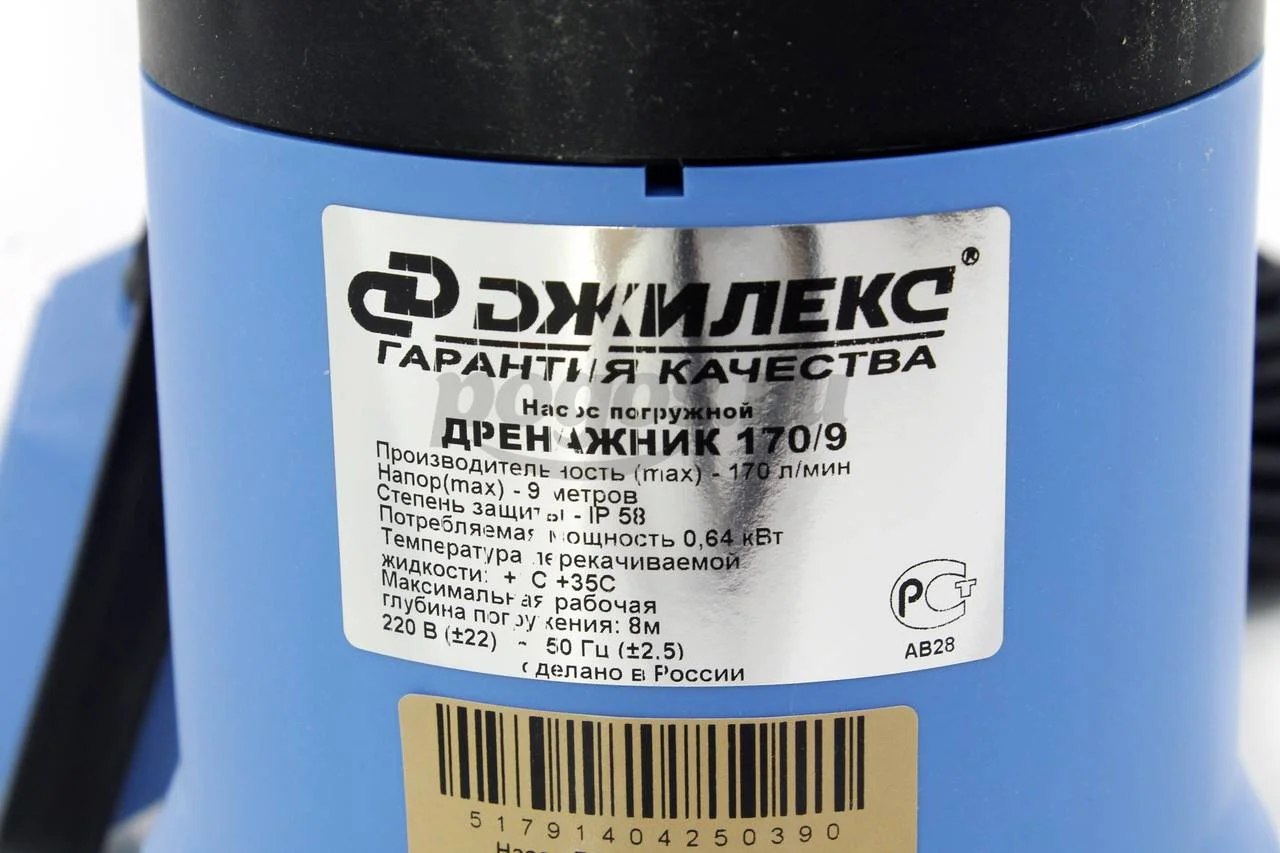 ДЖИЛЕКС®
ГАРАНТИЯ КАЧЕСТВА
Насос погружной
ДРЕНАЖНИК 170/9
Производительность (max) - 170 л/мин
Напор(max) - 9 метров
Степень защиты - IP 58
Потребляемая мощность 0,64 кВт
Температура перекачиваемой
жидкости: + C +35С
Максимальная рабочая
глубина погружения: 8м
220 В (±22) ~ 50 Гц (±2.5)
сделано в России
РСТ
АВ28
51791404250390